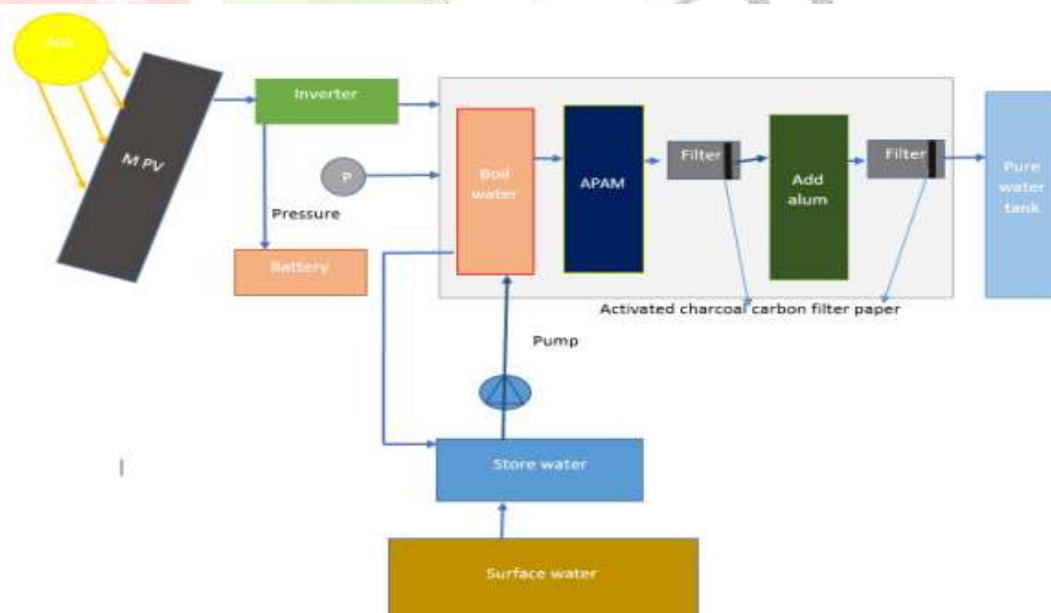 Sun
Inverter
M PV
P
Pressure
Battery
Boil
water
APAM
Filter
Add
alum
Filter
Pure
water
tank
Activated charcoal carbon filter paper
Pump
Store water
Surface water